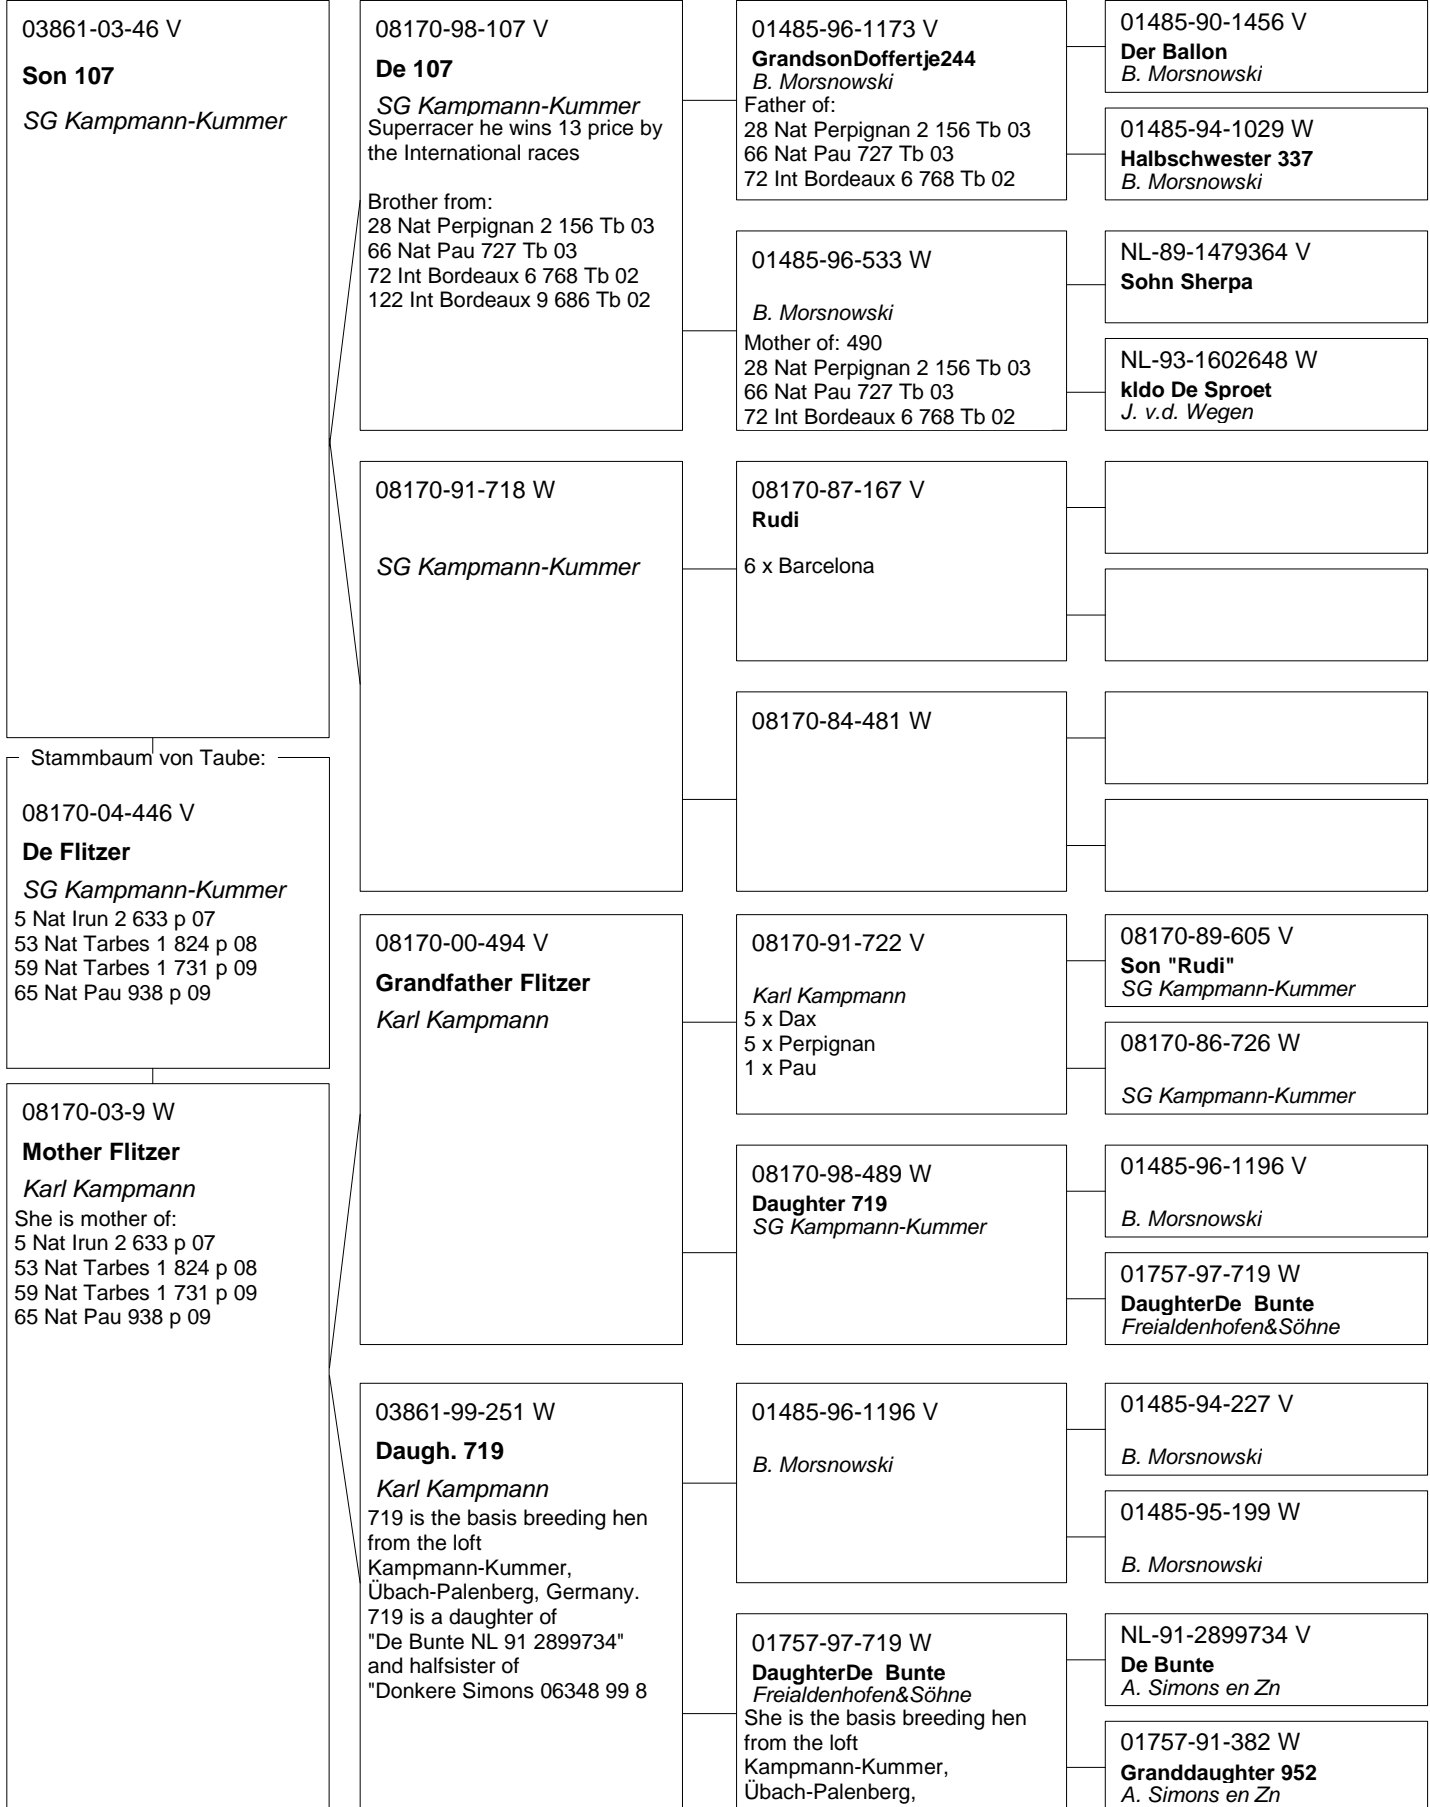 03861-03-46 V
Son 107
SG Kampmann-Kummer
Stammbaum von Taube:
08170-04-446 V
De Flitzer
SG Kampmann-Kummer
5 Nat Irun 2 633 p 07
53 Nat Tarbes 1 824 p 08
59 Nat Tarbes 1 731 p 09
65 Nat Pau 938 p 09
08170-03-9 W
Mother Flitzer
Karl Kampmann
She is mother of:
5 Nat Irun 2 633 p 07
53 Nat Tarbes 1 824 p 08
59 Nat Tarbes 1 731 p 09
65 Nat Pau 938 p 09
08170-98-107 V
De 107
SG Kampmann-Kummer
Superracer he wins 13 price by
the International races
Brother from:
28 Nat Perpignan 2 156 Tb 03
66 Nat Pau 727 Tb 03
72 Int Bordeaux 6 768 Tb 02
122 Int Bordeaux 9 686 Tb 02
08170-91-718 W
SG Kampmann-Kummer
08170-00-494 V
Grandfather Flitzer
Karl Kampmann
03861-99-251 W
Daugh. 719
Karl Kampmann
719 is the basis breeding hen
from the loft
Kampmann-Kummer,
Übach-Palenberg, Germany.
719 is a daughter of
"De Bunte NL 91 2899734"
and halfsister of
"Donkere Simons 06348 99 8
01485-96-1173 V
GrandsonDoffertje244
B. Morsnowski
Father of:
28 Nat Perpignan 2 156 Tb 03
66 Nat Pau 727 Tb 03
72 Int Bordeaux 6 768 Tb 02
01485-96-533 W
B. Morsnowski
Mother of: 490
28 Nat Perpignan 2 156 Tb 03
66 Nat Pau 727 Tb 03
72 Int Bordeaux 6 768 Tb 02
08170-87-167 V
Rudi
6 x Barcelona
08170-84-481 W
08170-91-722 V
Karl Kampmann
5 x Dax
5 x Perpignan
1 x Pau
08170-98-489 W
Daughter 719
SG Kampmann-Kummer
01485-96-1196 V
B. Morsnowski
01757-97-719 W
DaughterDe  Bunte
Freialdenhofen&Söhne
She is the basis breeding hen
from the loft
Kampmann-Kummer,
Übach-Palenberg,
01485-90-1456 V
Der Ballon
B. Morsnowski
01485-94-1029 W
Halbschwester 337
B. Morsnowski
NL-89-1479364 V
Sohn Sherpa
NL-93-1602648 W
kldo De Sproet
J. v.d. Wegen
08170-89-605 V
Son "Rudi"
SG Kampmann-Kummer
08170-86-726 W
SG Kampmann-Kummer
01485-96-1196 V
B. Morsnowski
01757-97-719 W
DaughterDe  Bunte
Freialdenhofen&Söhne
01485-94-227 V
B. Morsnowski
01485-95-199 W
B. Morsnowski
NL-91-2899734 V
De Bunte
A. Simons en Zn
01757-91-382 W
Granddaughter 952
A. Simons en Zn